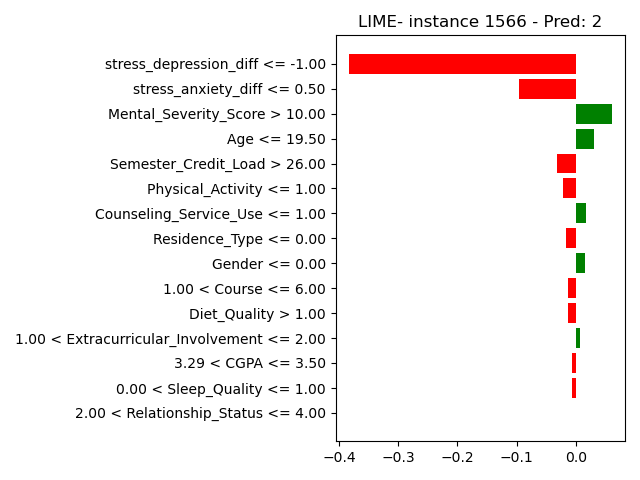 LIME- instance 1566 - Pred: 2
stress_depression_diff <= -1.00
stress_anxiety_diff <= 0.50
Mental_Severity_Score > 10.00
Age <= 19.50
Semester_Credit_Load > 26.00
Physical_Activity <= 1.00
Counseling_Service_Use <= 1.00
Residence_Type <= 0.00
Gender <= 0.00
1.00 < Course <= 6.00
Diet_Quality > 1.00
1.00 < Extracurricular_Involvement <= 2.00
3.29 < CGPA <= 3.50
0.00 < Sleep_Quality <= 1.00
2.00 < Relationship_Status <= 4.00
−0.4 −0.3 −0.2 −0.1 0.0